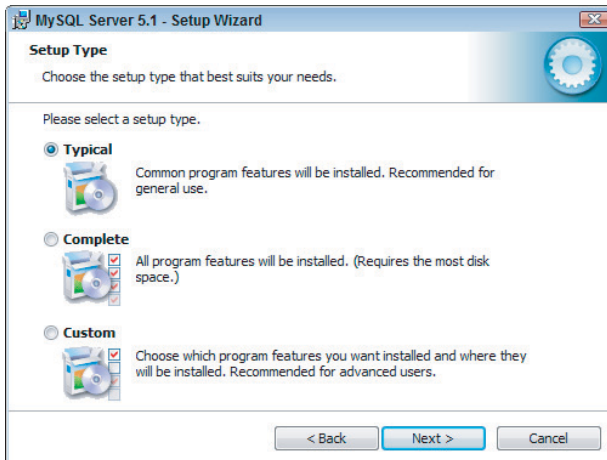 MySQL Server 5.1 - Setup Wizard
Setup Type
Choose the setup type that best suits your needs.
Please select a setup type.
Typical
Common program features will be installed. Recommended for
general use.
Complete
All program features will be installed. (Requires the most disk
space.)
Custom
Choose which program features you want installed and where they
will be installed. Recommended for advanced users.
< Back
Next >
Cancel